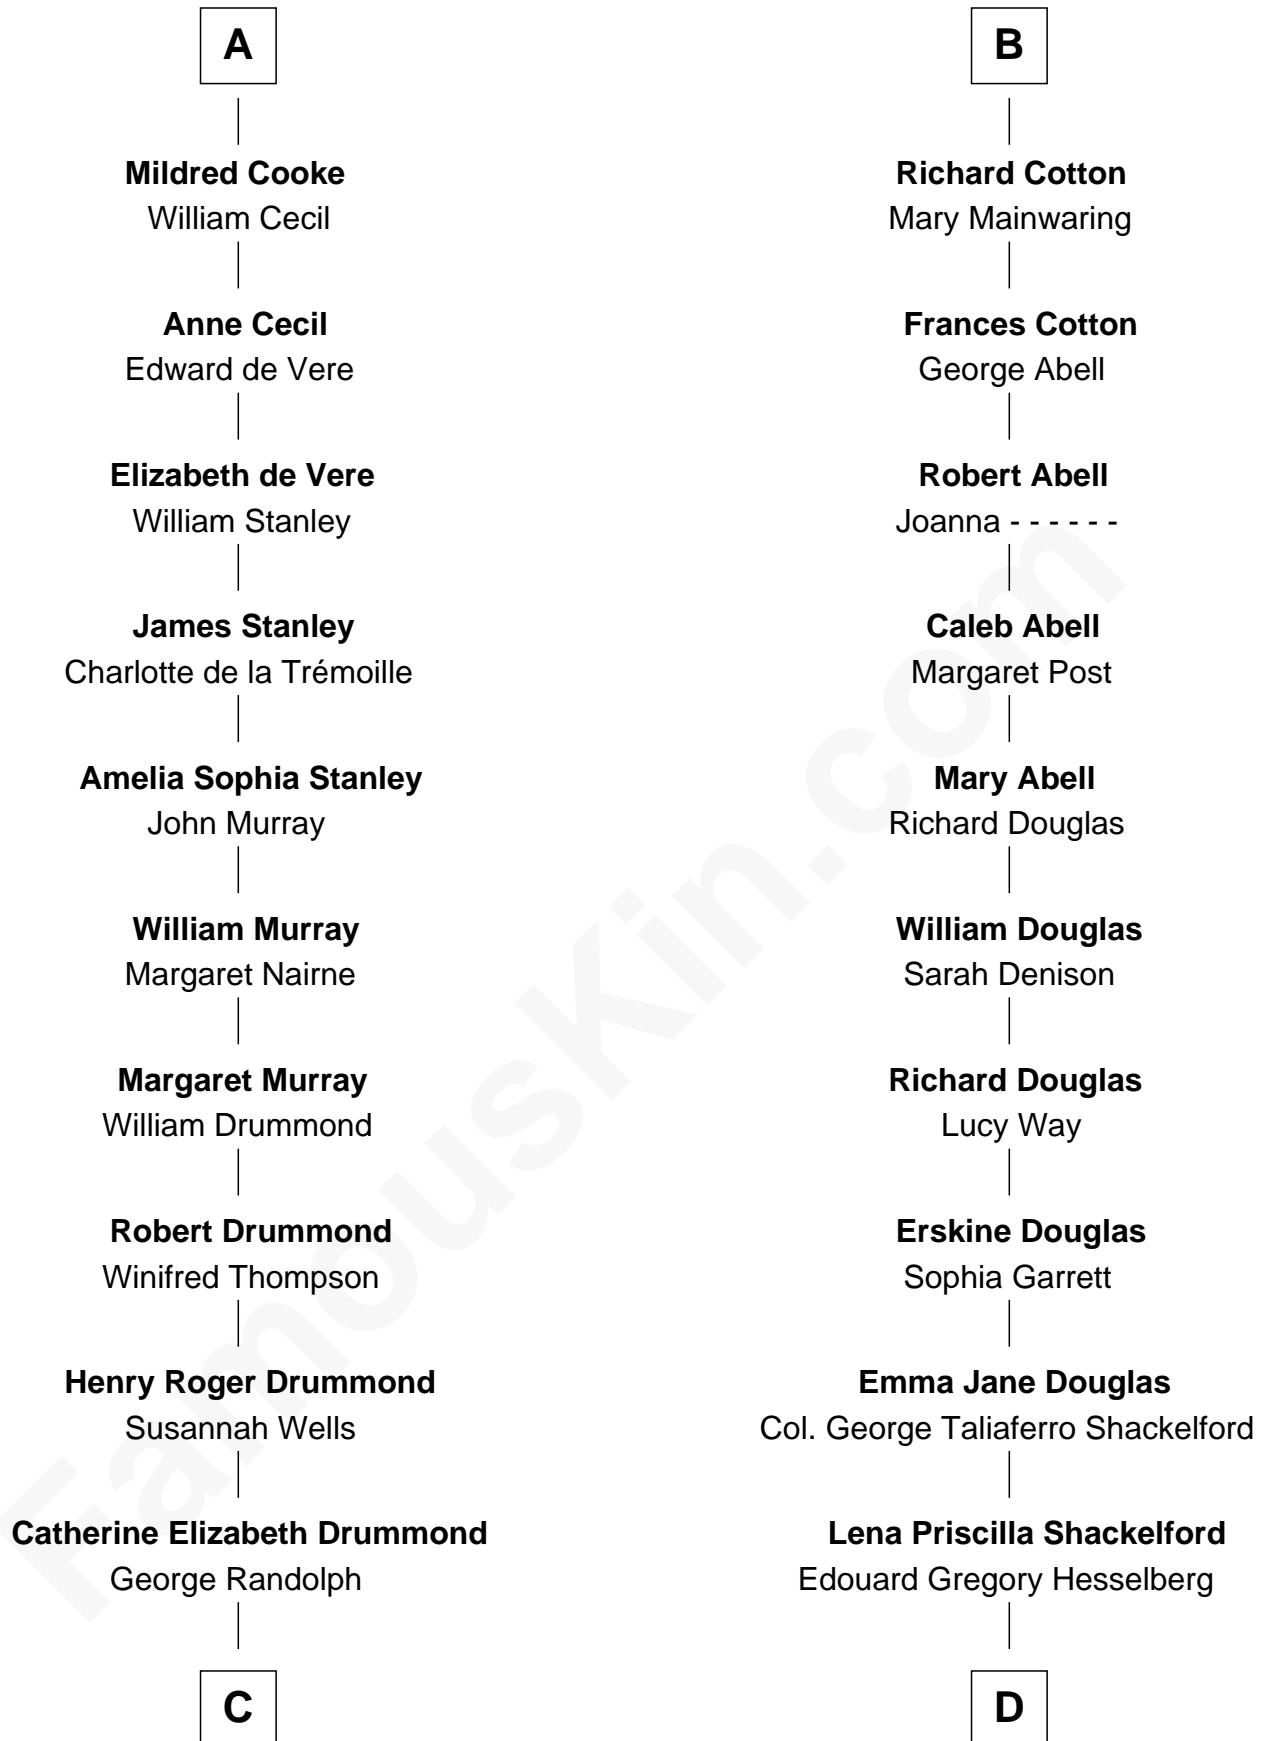 A
Mildred Cooke
William Cecil
Anne Cecil
Edward de Vere
Elizabeth de Vere
William Stanley
James Stanley
Charlotte de la Trémoille
Amelia Sophia Stanley
John Murray
William Murray
Margaret Nairne
Margaret Murray
William Drummond
Robert Drummond
Winifred Thompson
Henry Roger Drummond
Susannah Wells
Catherine Elizabeth Drummond
George Randolph
C
B
Richard Cotton
Mary Mainwaring
Frances Cotton
George Abell
Robert Abell
Joanna - - - - - -
Caleb Abell
Margaret Post
Mary Abell
Richard Douglas
William Douglas
Sarah Denison
Richard Douglas
Lucy Way
Erskine Douglas
Sophia Garrett
Emma Jane Douglas
Col. George Taliaferro Shackelford
Lena Priscilla Shackelford
Edouard Gregory Hesselberg
D
FamousKin.com